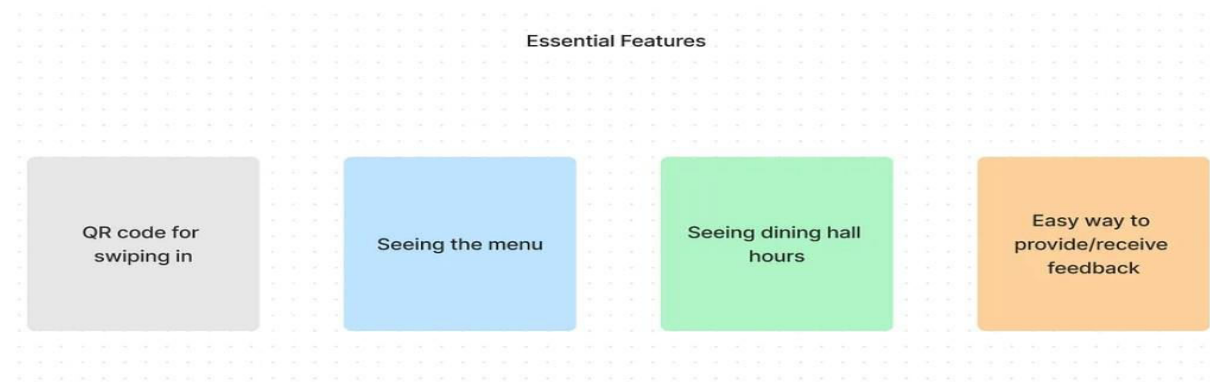 Essential Features
QR code for
swiping in
Seeing the menu
Seeing dining hall
hours
Easy way to
provide/receive
feedback